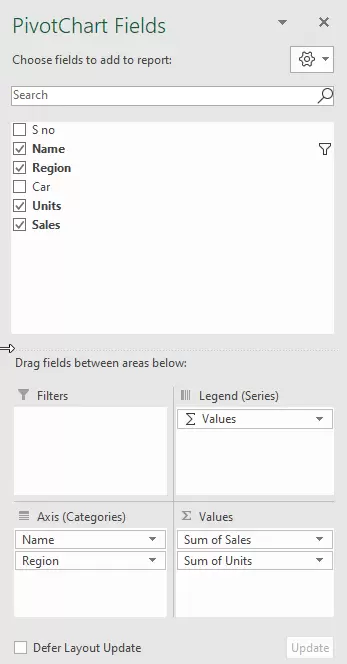 PivotChart Fields
Choose fields to add to report:
Search
S no
Name
Region
Car
Units
Sales
Drag fields between areas below:
Filters
Legend (Series)
Σ Values
Axis (Categories)
Σ Values
Name
Sum of Sales
Region
Sum of Units
Defer Layout Update
Update